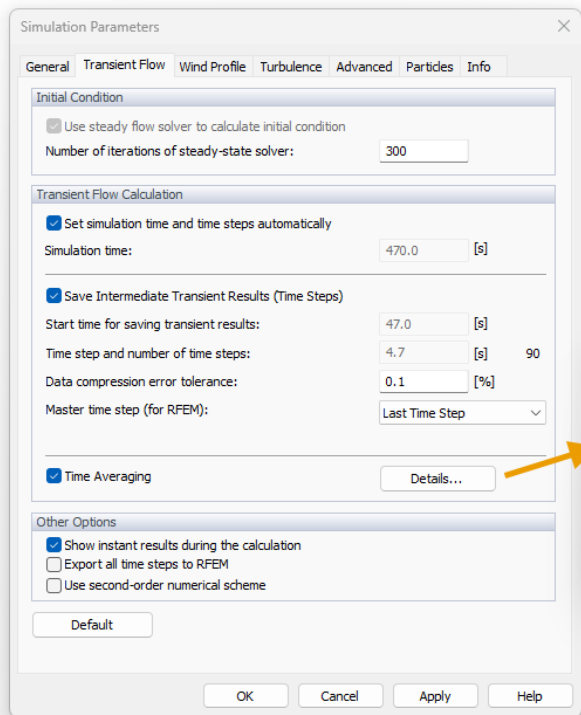 Simulation Parameters
General Transient Flow Wind Profile Turbulence Advanced Particles Info
Initial Condition
Use steady flow solver to calculate initial condition
Number of iterations of steady-state solver: 300
Transient Flow Calculation
Set simulation time and time steps automatically
Simulation time: 470.0 [s]
Save Intermediate Transient Results (Time Steps)
Start time for saving transient results: 47.0 [s]
Time step and number of time steps: 4.7 [s] 90
Data compression error tolerance: 0.1 [%]
Master time step (for RFEM): Last Time Step
Time Averaging Details...
Other Options
Show instant results during the calculation
Export all time steps to RFEM
Use second-order numerical scheme
Default
OK Cancel Apply Help